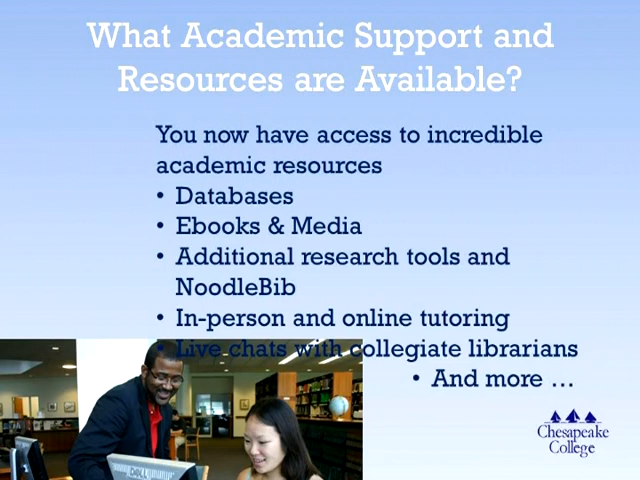 What Academic Support and
Resources are Available?
You now have access to incredible
academic resources
• Databases
• Ebooks & Media
• Additional research tools and
NoodleBib
• In-person and online tutoring
• Live chats with collegiate librarians
• And more …
Chesapeake
College
DELL